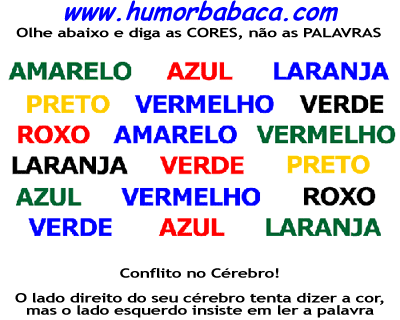 www.humorbabaca.com
Olhe abaixo e diga as CORES, não as PALAVRAS
AMARELO AZUL LARANJA
PRETO VERMELHO VERDE
ROXO AMARELO VERMELHO
LARANJA VERDE PRETO
AZUL VERMELHO ROXO
VERDE AZUL LARANJA
Conflito no Cérebro!
O lado direito do seu cérebro tenta dizer a cor,
mas o lado esquerdo insiste em ler a palavra